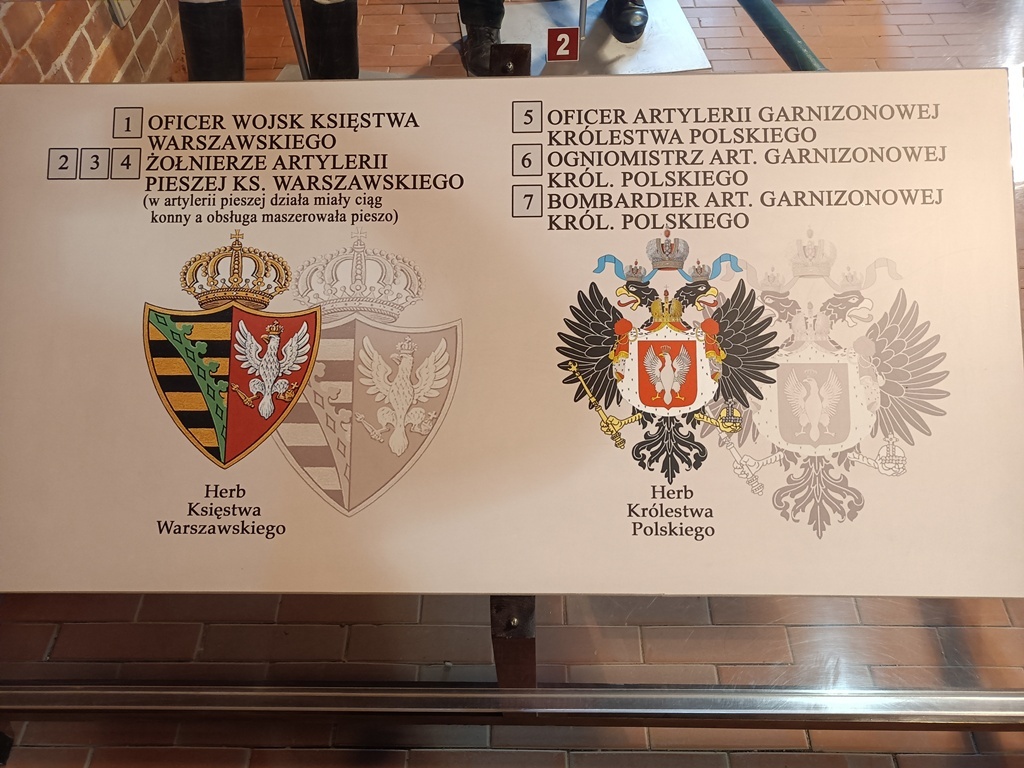 2
1 OFICER WOJSK KSIĘSTWA
WARSZAWSKIEGO
2 3 4 ŻOŁNIERZE ARTYLERII
PIESZEJ KS. WARSZAWSKIEGO
(w artylerii pieszej działa miały ciąg
konny a obsługa maszerowała pieszo)
Herb
Księstwa
Warszawskiego
5 OFICER ARTYLERII GARNIZONOWEJ
KRÓLESTWA POLSKIEGO
6 OGNIOMISTRZ ART. GARNIZONOWEJ
KRÓL. POLSKIEGO
7 BOMBARDIER ART. GARNIZONOWEJ
KRÓL. POLSKIEGO
Herb
Królestwa
Polskiego